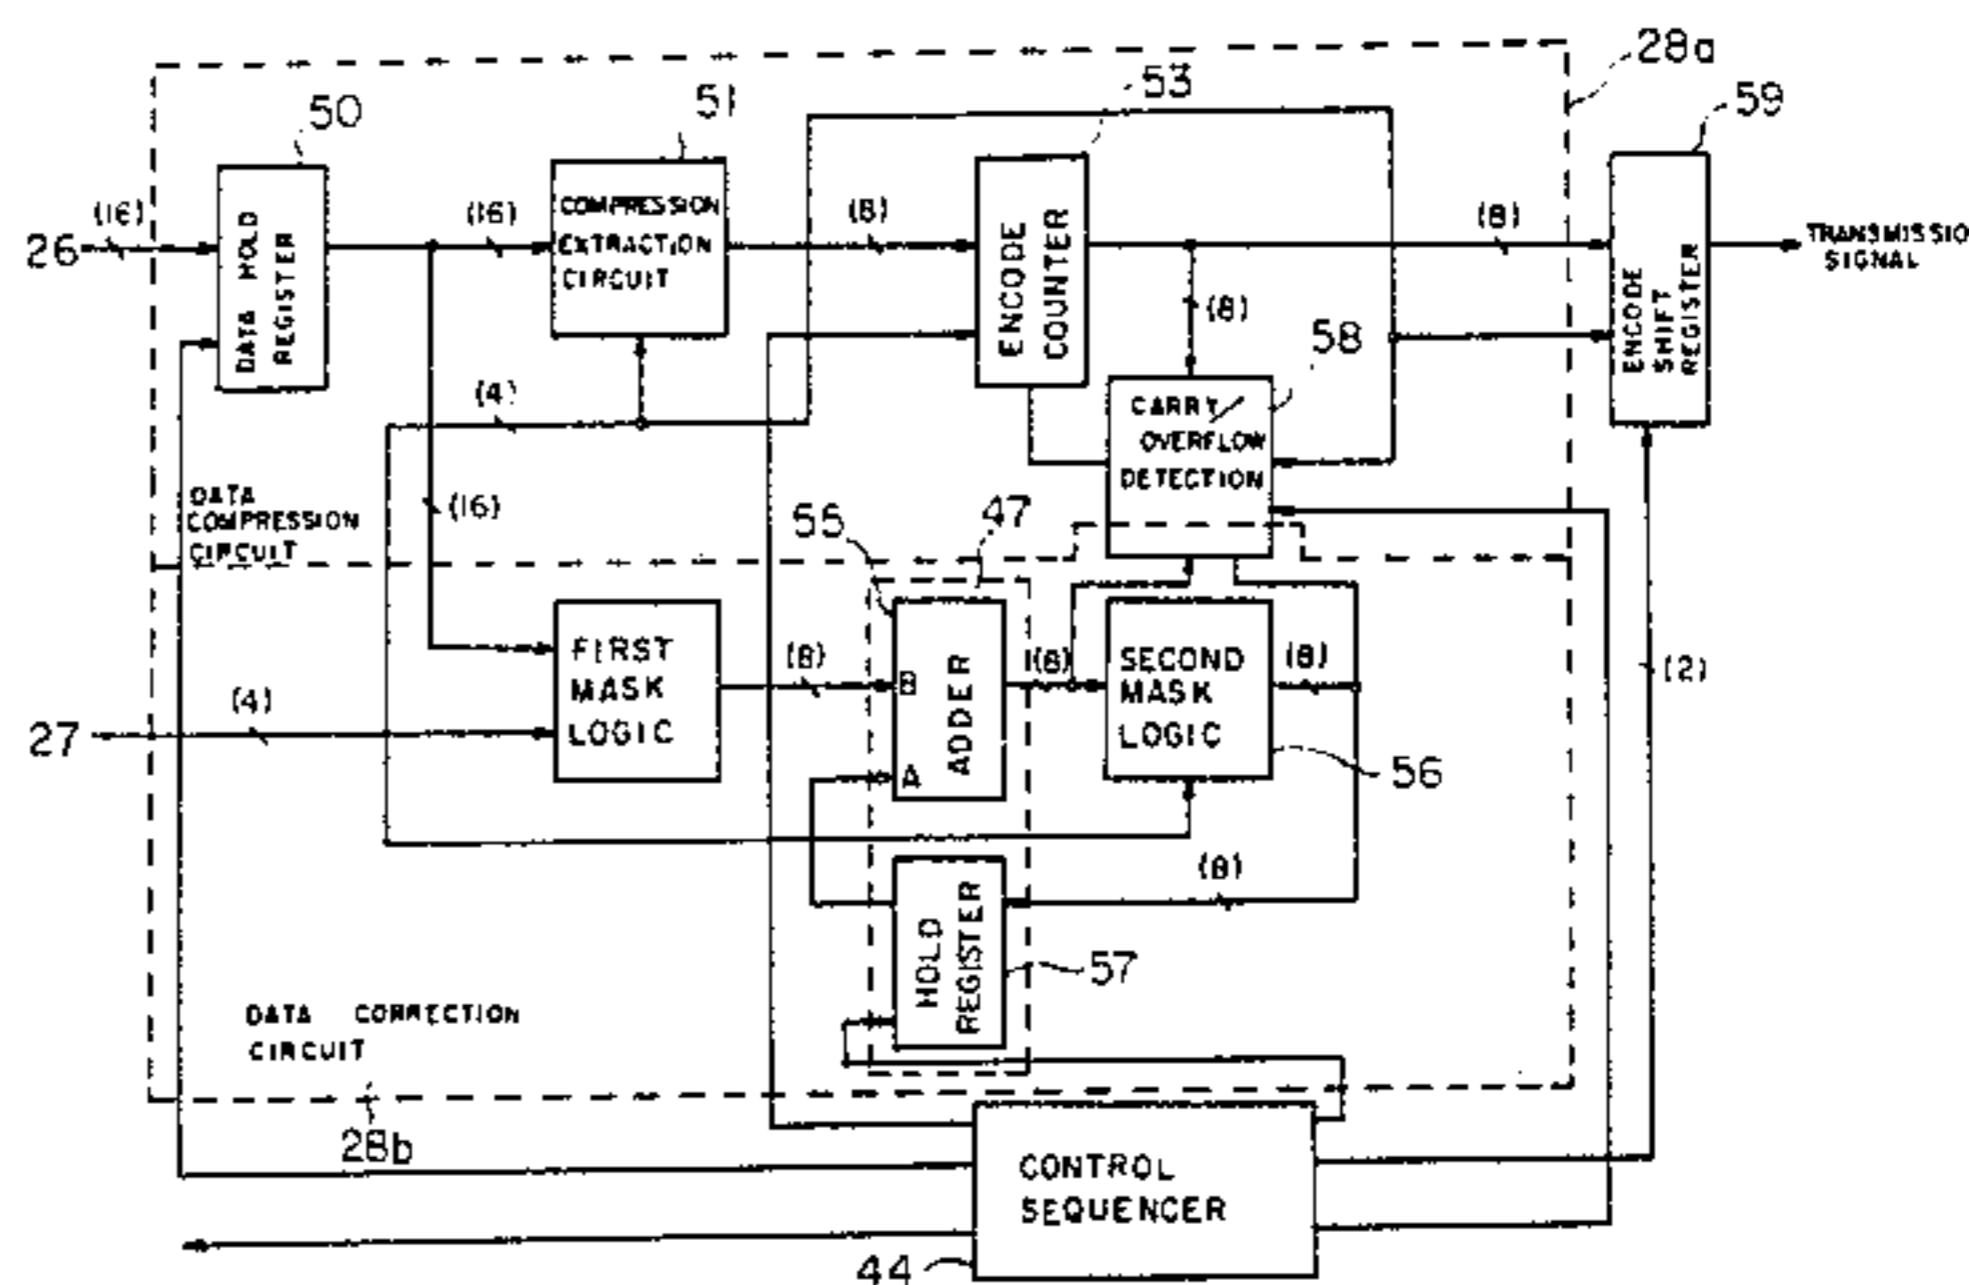 28a
50
51
53
59
(16)
(16)
(8)
(8)
26
DATA HOLD
REGISTER
COMPRESSION
EXTRACTION
CIRCUIT
ENCODE
COUNTER
(8)
ENCODE
SHIFT
REGISTER
TRANSMISSIO
SIGNAL
58
(4)
CARRY/
OVERFLOW
DETECTION
DATA
COMPRESSION
CIRCUIT
(16)
55
47
FIRST
MASK
LOGIC
(8)
B
A
ADDER
(8)
SECOND
MASK
LOGIC
(8)
(2)
27
(4)
56
(8)
HOLD
REGISTER
57
DATA CORRECTION
CIRCUIT
28b
CONTROL
SEQUENCER
44